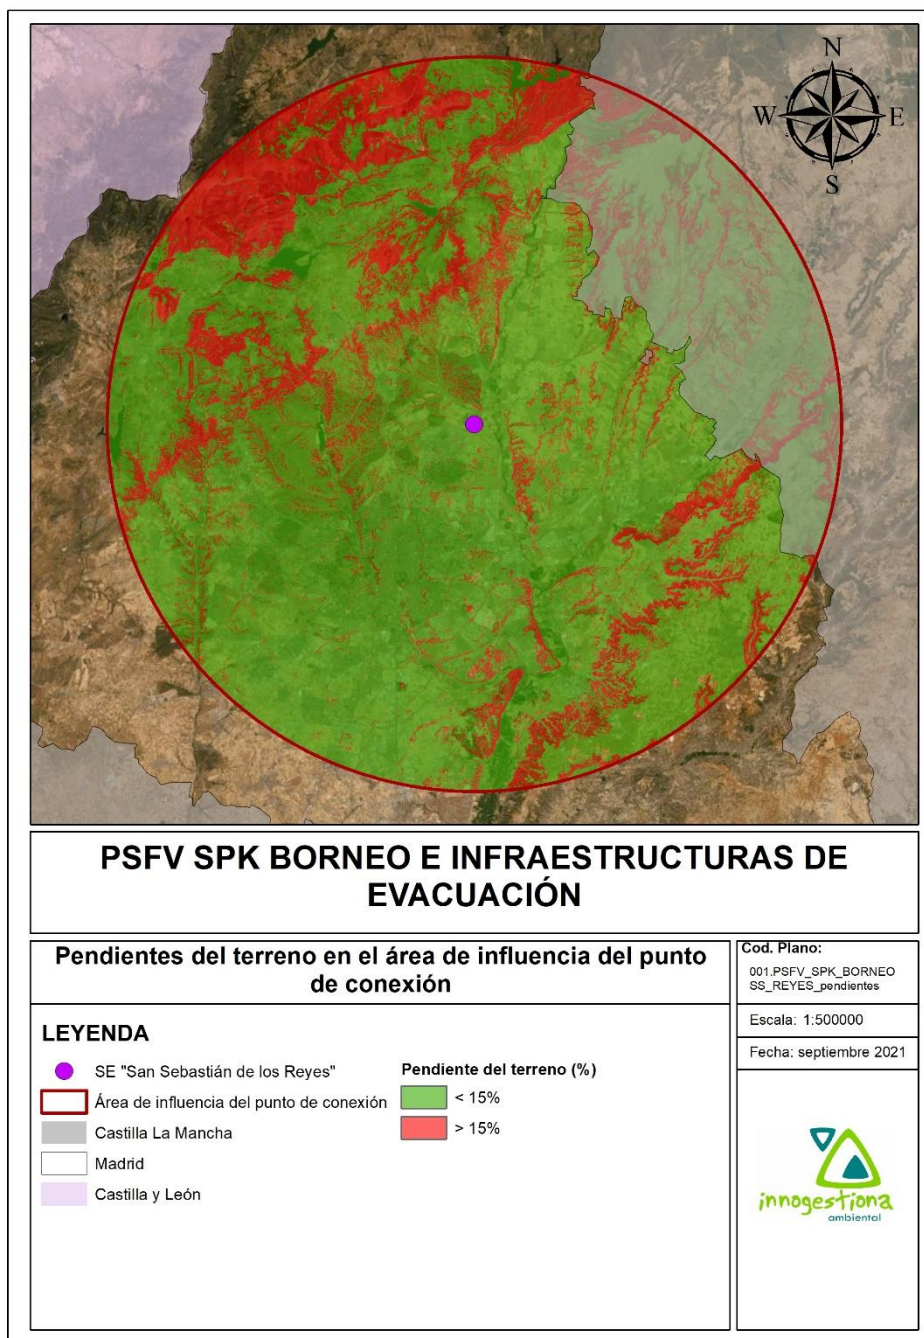 N
W E
S
PSFV SPK BORNEO E INFRAESTRUCTURAS DE
EVACUACIÓN
Pendientes del terreno en el área de influencia del punto
de conexión
Cod. Plano:
001.PSFV_SPK_BORNEO
SS_REYES_pendientes
Escala: 1:500000
Fecha: septiembre 2021
LEYENDA
SE "San Sebastián de los Reyes"
Área de influencia del punto de conexión
Castilla La Mancha
Madrid
Castilla y León
Pendiente del terreno (%)
< 15%
> 15%
innogestiona
ambiental